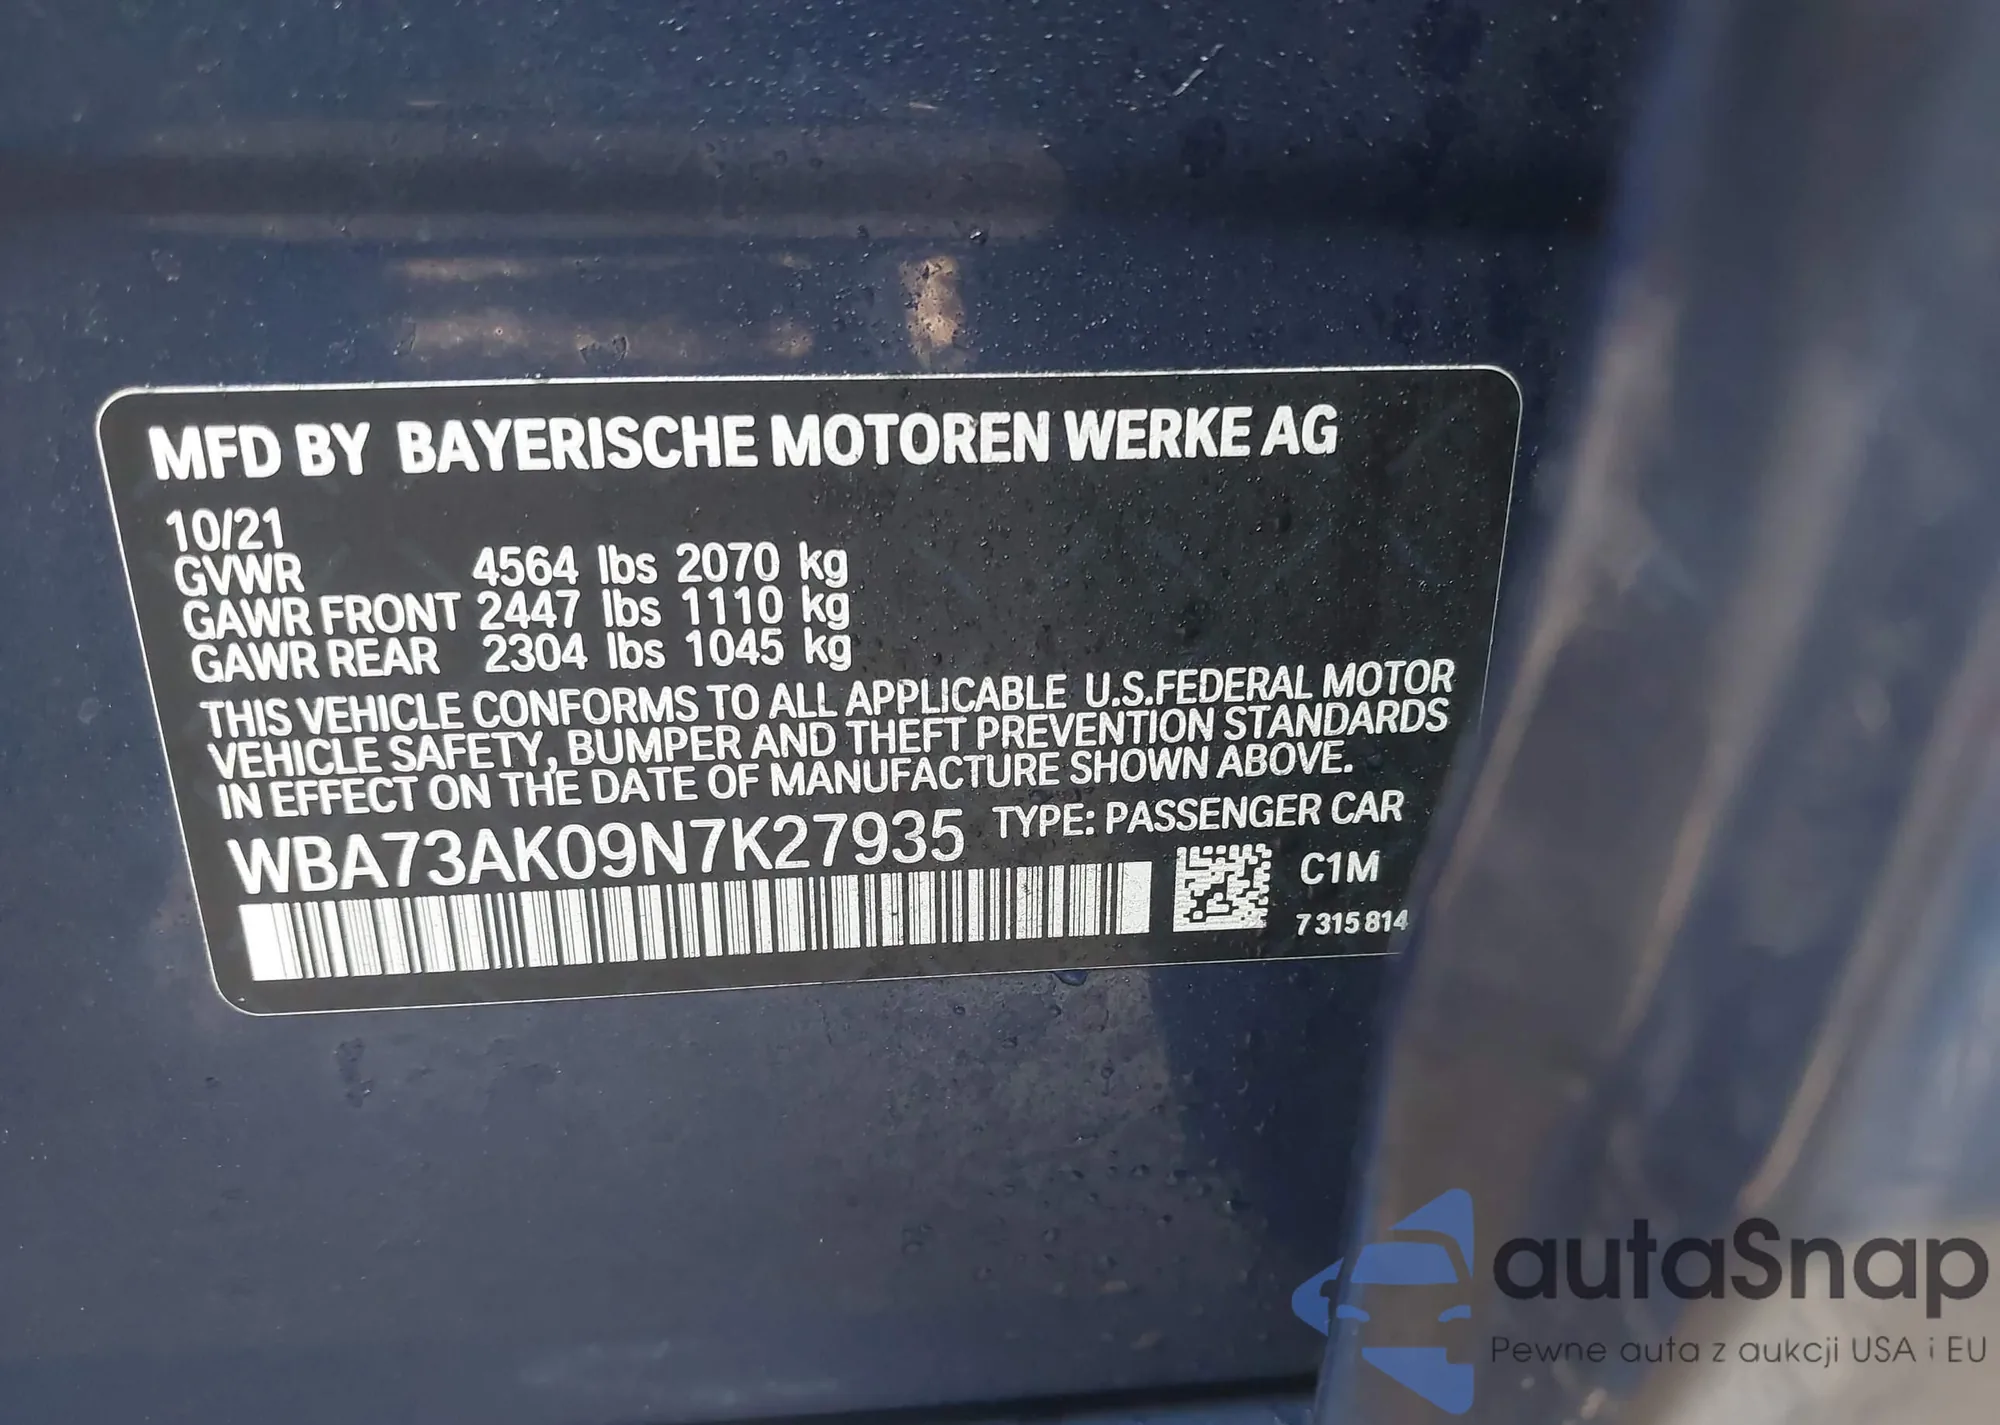 MFD BY BAYERISCHE MOTOREN WERKE AG
10/21
GVWR 4564 lbs 2070 kg
GAWR FRONT 2447 lbs 1110 kg
GAWR REAR 2304 lbs 1045 kg
THIS VEHICLE CONFORMS TO ALL APPLICABLE U.S.FEDERAL MOTOR
VEHICLE SAFETY, BUMPER AND THEFT PREVENTION STANDARDS
IN EFFECT ON THE DATE OF MANUFACTURE SHOWN ABOVE.
WBA73AK09N7K27935 TYPE: PASSENGER CAR
C1M
7315814
autaSnap
Pewne auta z aukcji USA i EU